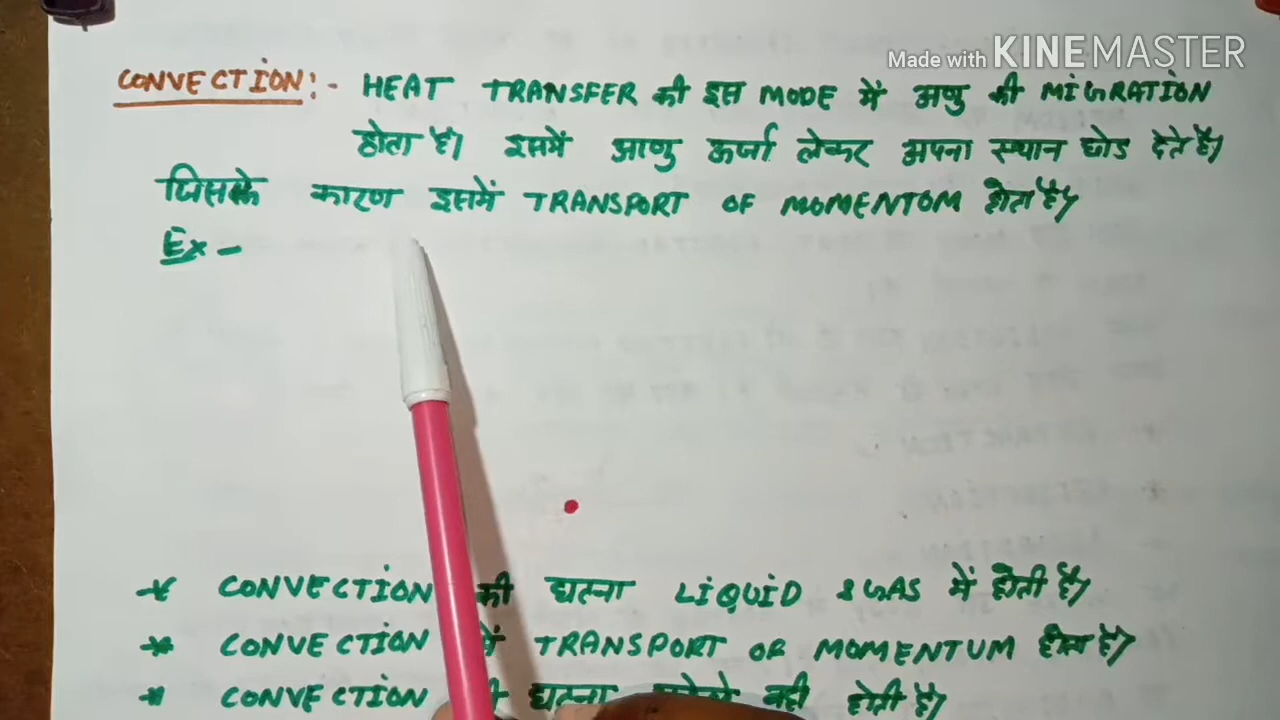 Made with KINEMASTER
CONVECTION:- HEAT TRANSFER की इस MODE में अणु की MIGRATION
होता है। इसमें आणु ऊर्जा लेकर अपना स्थान छोड देते है।
जिसके कारण इसमें TRANSPORT OF MOMENTOM होता है।
Ex -
* CONVECTION की घटना LIQUID & GAS में होती है।
* CONVECTION में TRANSPORT OF MOMENTUM होता है।
* CONVECTION की घटना नही होती है।